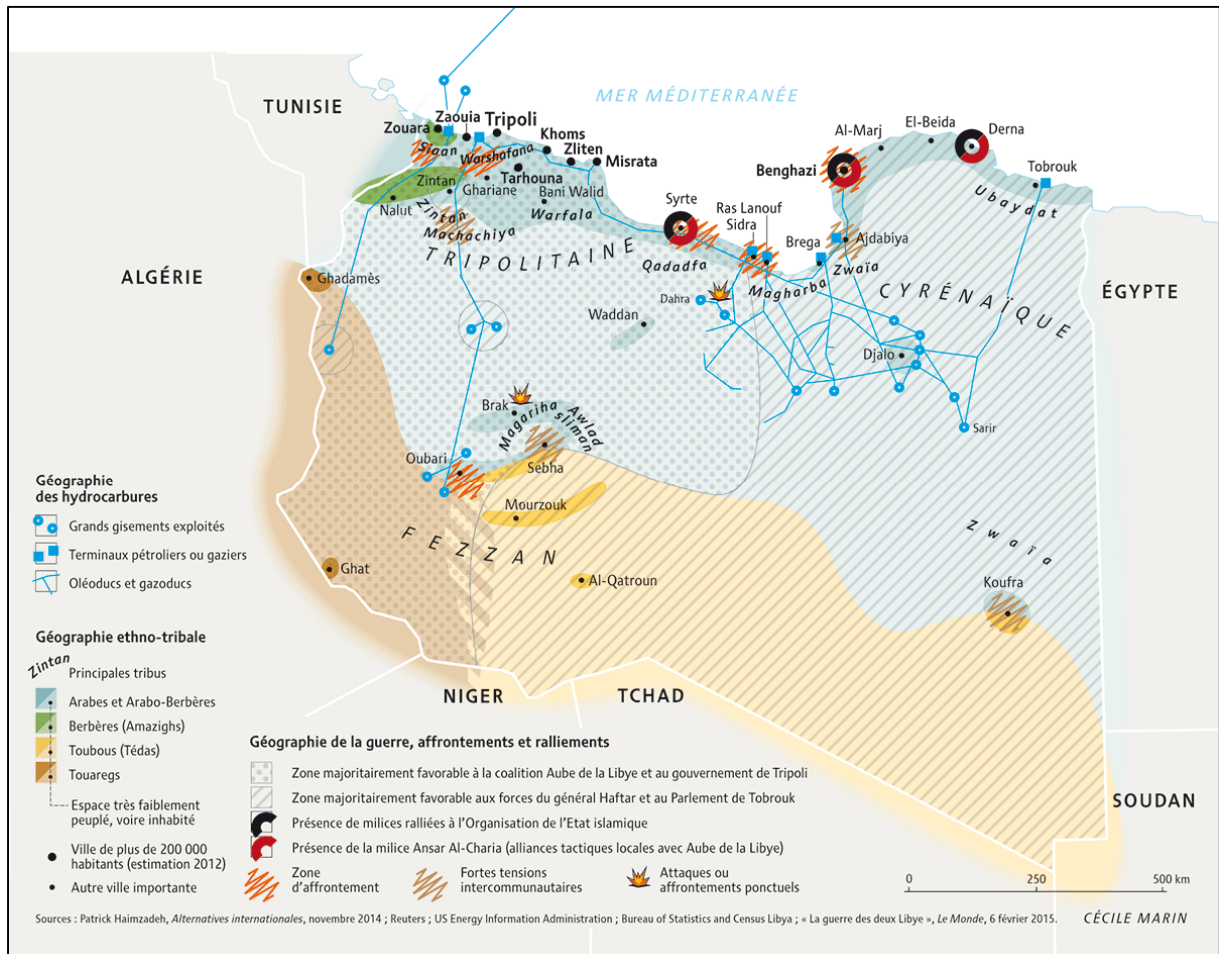 MER MÉDITERRANÉE
TUNISIE
Zouara
Zaouia
Tripoli
Siaan
Warshafana
Khoms
Zliten
Misrata
Tarhouna
Zintan
Ghariane
Bani Walid
Nalut
Zintan
Machachiya
Warfala
TRIPOLITAINE
Al-Marj
El-Beida
Derna
Benghazi
Tobrouk
Ubaydat
Syrte
Ras Lanouf
Sidra
Brega
Ajdabiya
Qadadfa
Zwaïa
Magharba
CYRÉNAÏQUE
ALGÉRIE
ÉGYPTE
Ghadamès
Dahra
Waddan
Djalo
Sarir
Brak
Magariha
Awlad
sliman
Oubari
Sebha
Mourzouk
FEZZAN
Ghat
Al-Qatroun
Zwaïa
Koufra
NIGER
TCHAD
SOUDAN
Géographie
des hydrocarbures
Grands gisements exploités
Terminaux pétroliers ou gaziers
Oléoducs et gazoducs
Géographie ethno-tribale
Zintan
Principales tribus
Arabes et Arabo-Berbères
Berbères (Amazighs)
Toubous (Tédas)
Touaregs
Espace très faiblement
peuplé, voire inhabité
Ville de plus de 200 000
habitants (estimation 2012)
Autre ville importante
Géographie de la guerre, affrontements et ralliements
Zone majoritairement favorable à la coalition Aube de la Libye et au gouvernement de Tripoli
Zone majoritairement favorable aux forces du général Haftar et au Parlement de Tobrouk
Présence de milices ralliées à l'Organisation de l'Etat islamique
Présence de la milice Ansar Al-Charia (alliances tactiques locales avec Aube de la Libye)
Zone
d'affrontement
Fortes tensions
intercommunautaires
Attaques ou
affrontements ponctuels
0 250 500 km
Sources : Patrick Haimzadeh, Alternatives internationales, novembre 2014 ; Reuters ; US Energy Information Administration ; Bureau of Statistics and Census Libya ; « La guerre des deux Libye », Le Monde, 6 février 2015.
CÉCILE MARIN